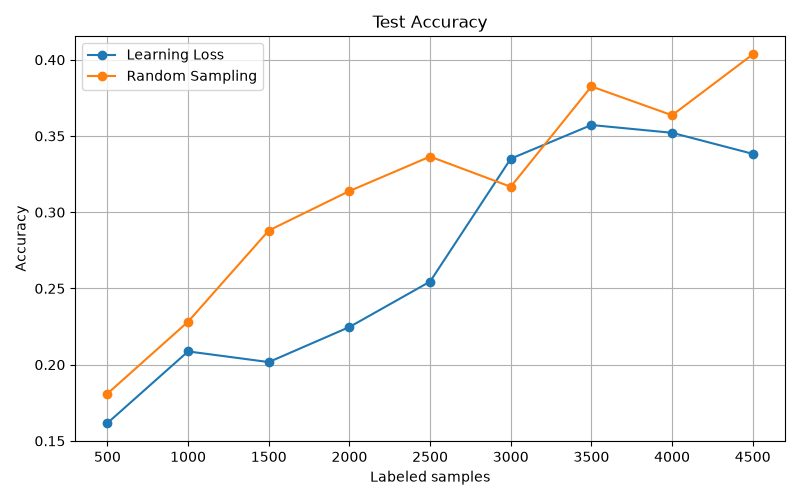 Test Accuracy
Learning Loss
Random Sampling
0.40
0.35
0.30
0.25
0.20
0.15
Accuracy
500 1000 1500 2000 2500 3000 3500 4000 4500
Labeled samples